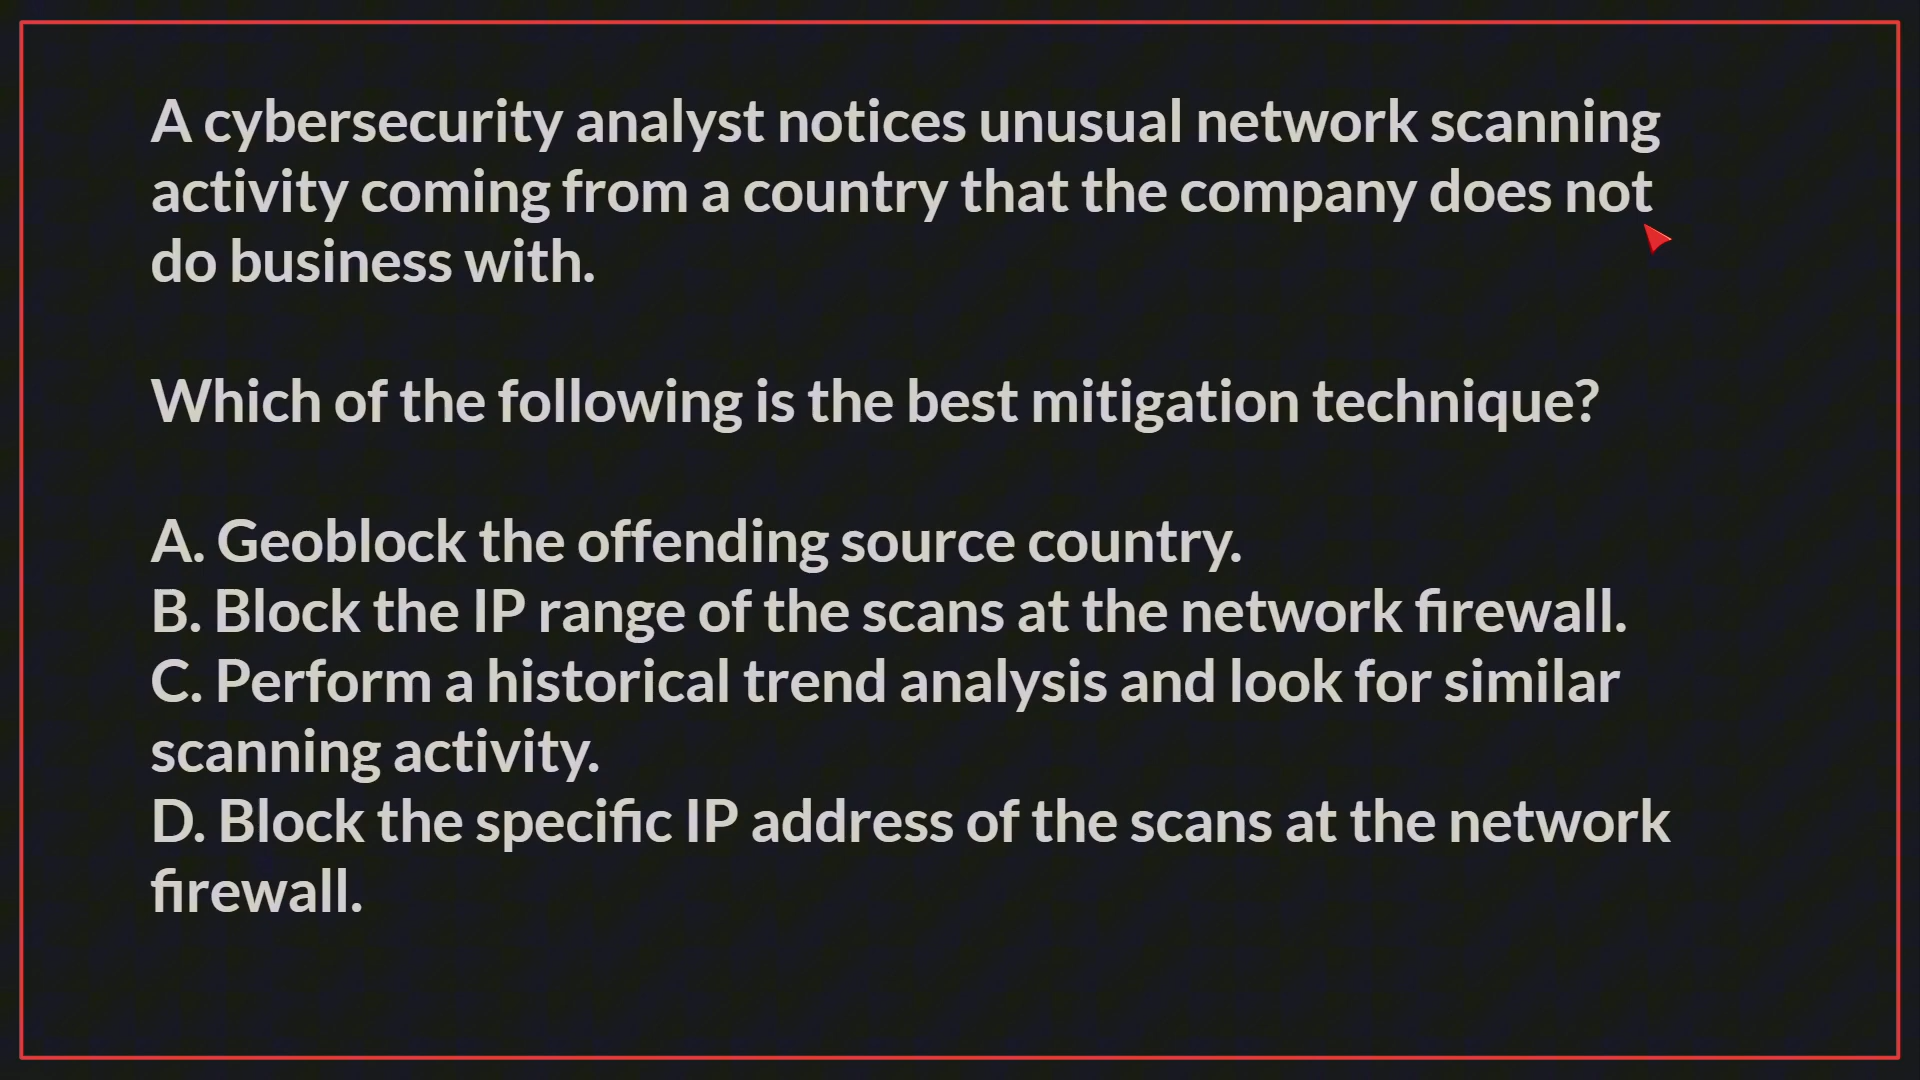 A cybersecurity analyst notices unusual network scanning
activity coming from a country that the company does not
do business with.
Which of the following is the best mitigation technique?
A. Geoblock the offending source country.
B. Block the IP range of the scans at the network firewall.
C. Perform a historical trend analysis and look for similar
scanning activity.
D. Block the specific IP address of the scans at the network
firewall.